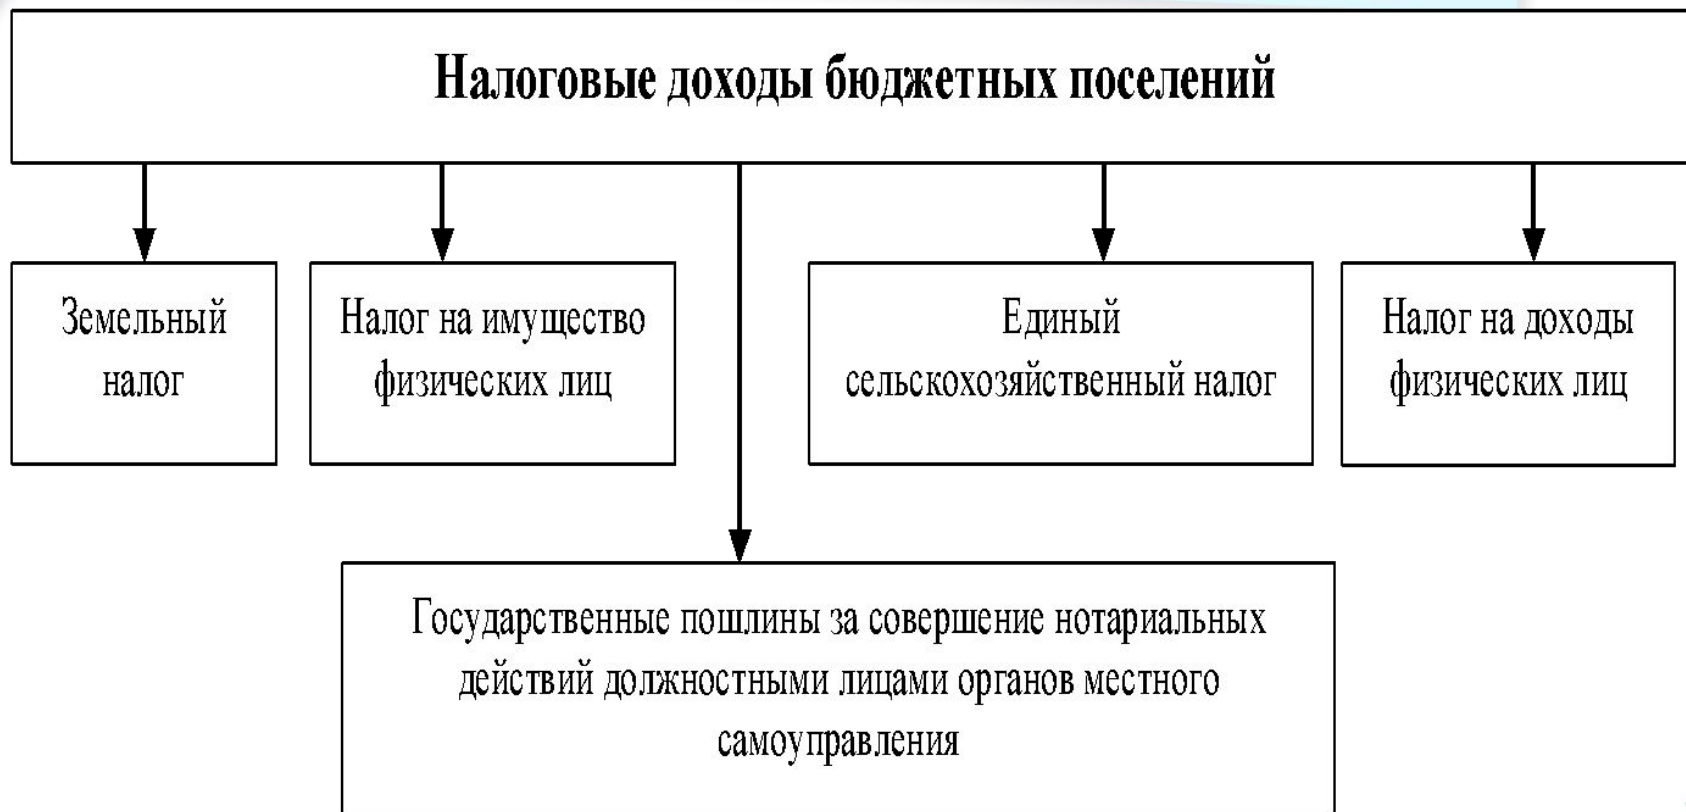 Налоговые доходы бюджетных поселений
Земельный
налог
Налог на имущество
физических лиц
Единый
сельскохозяйственный налог
Налог на доходы
физических лиц
Государственные пошлины за совершение нотариальных
действий должностными лицами органов местного
самоуправления